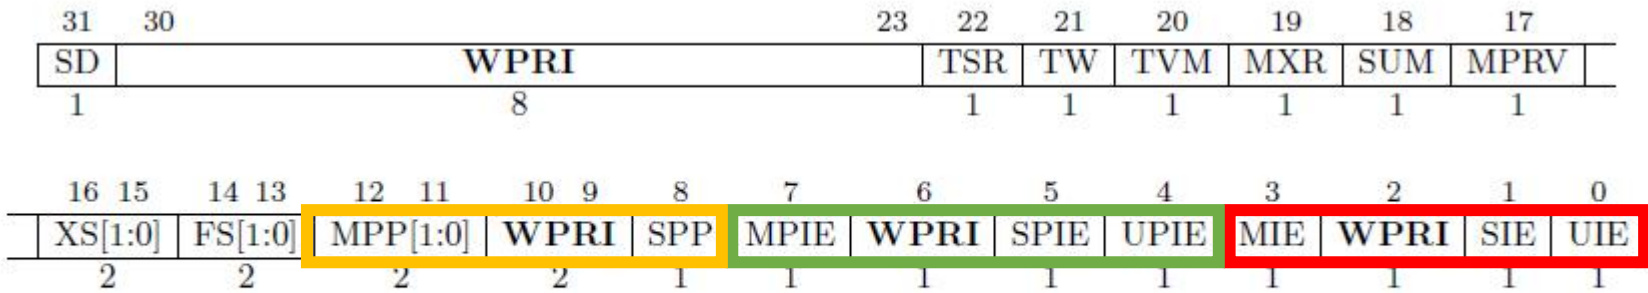 31 30 23 22 21 20 19 18 17
SD WPRI TSR TW TVM MXR SUM MPRV
1 8 1 1 1 1 1 1
16 15 14 13 12 11 10 9 8 7 6 5 4 3 2 1 0
XS[1:0] FS[1:0] MPP[1:0] WPRI SPP MPIE WPRI SPIE UPIE MIE WPRI SIE UIE
2 2 2 2 1 1 1 1 1 1 1 1 1